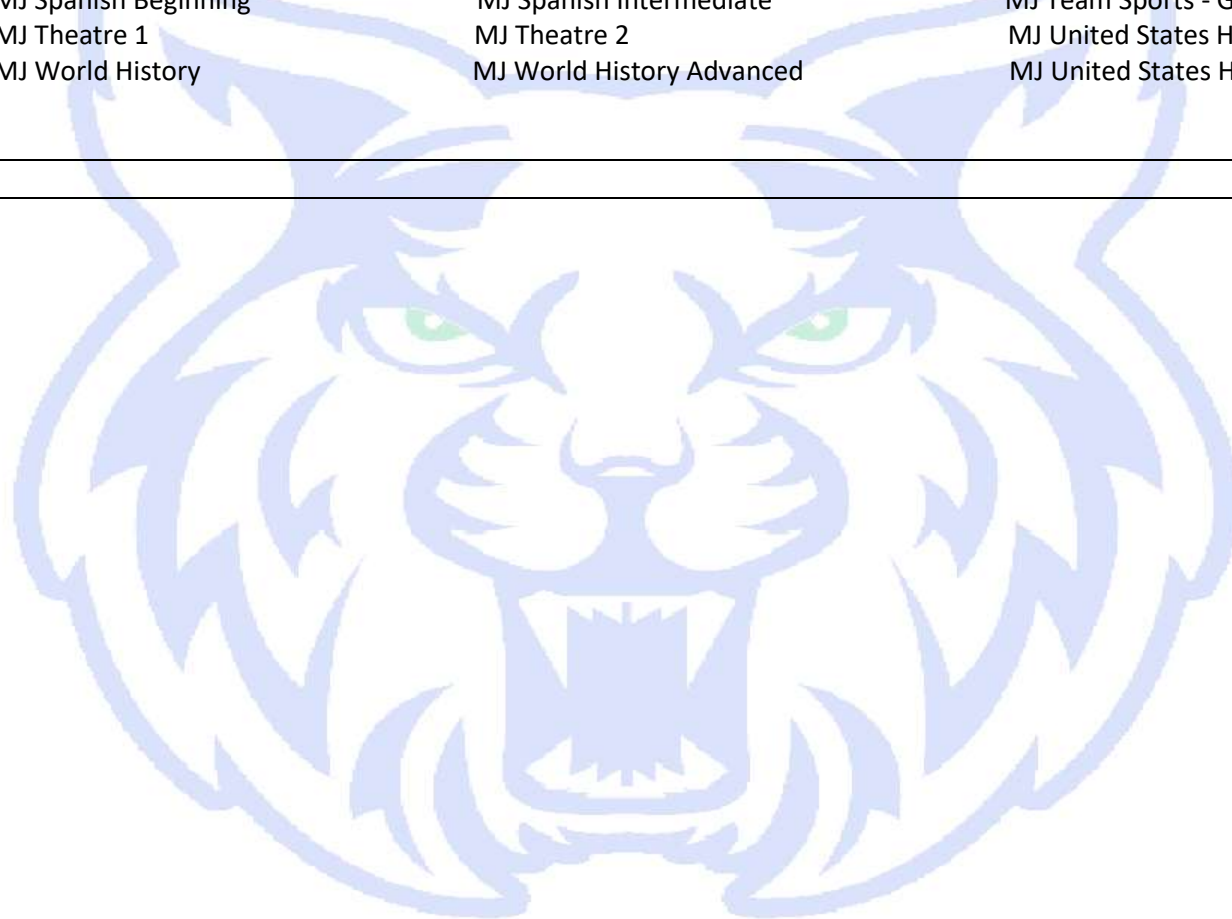 MJ Spanish Beginning MJ Spanish Intermediate MJ Team Sports - G
MJ Theatre 1 MJ Theatre 2 MJ United States H
MJ World History MJ World History Advanced MJ United States H